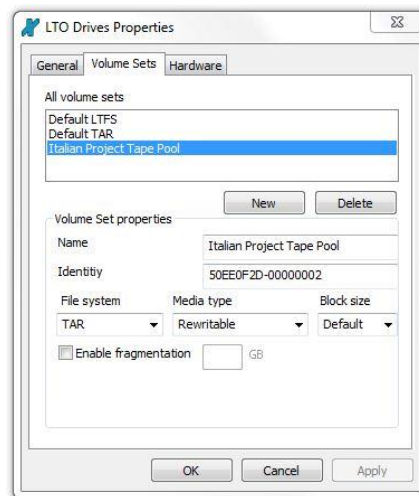 LTO Drives Properties
General Volume Sets Hardware
All volume sets
Default LTFS
Default TAR
Italian Project Tape Pool
New Delete
Volume Set properties
Name Italian Project Tape Pool
Identitiy 50EE0F2D-00000002
File system Media type Block size
TAR Rewritable Default
Enable fragmentation GB
OK Cancel Apply